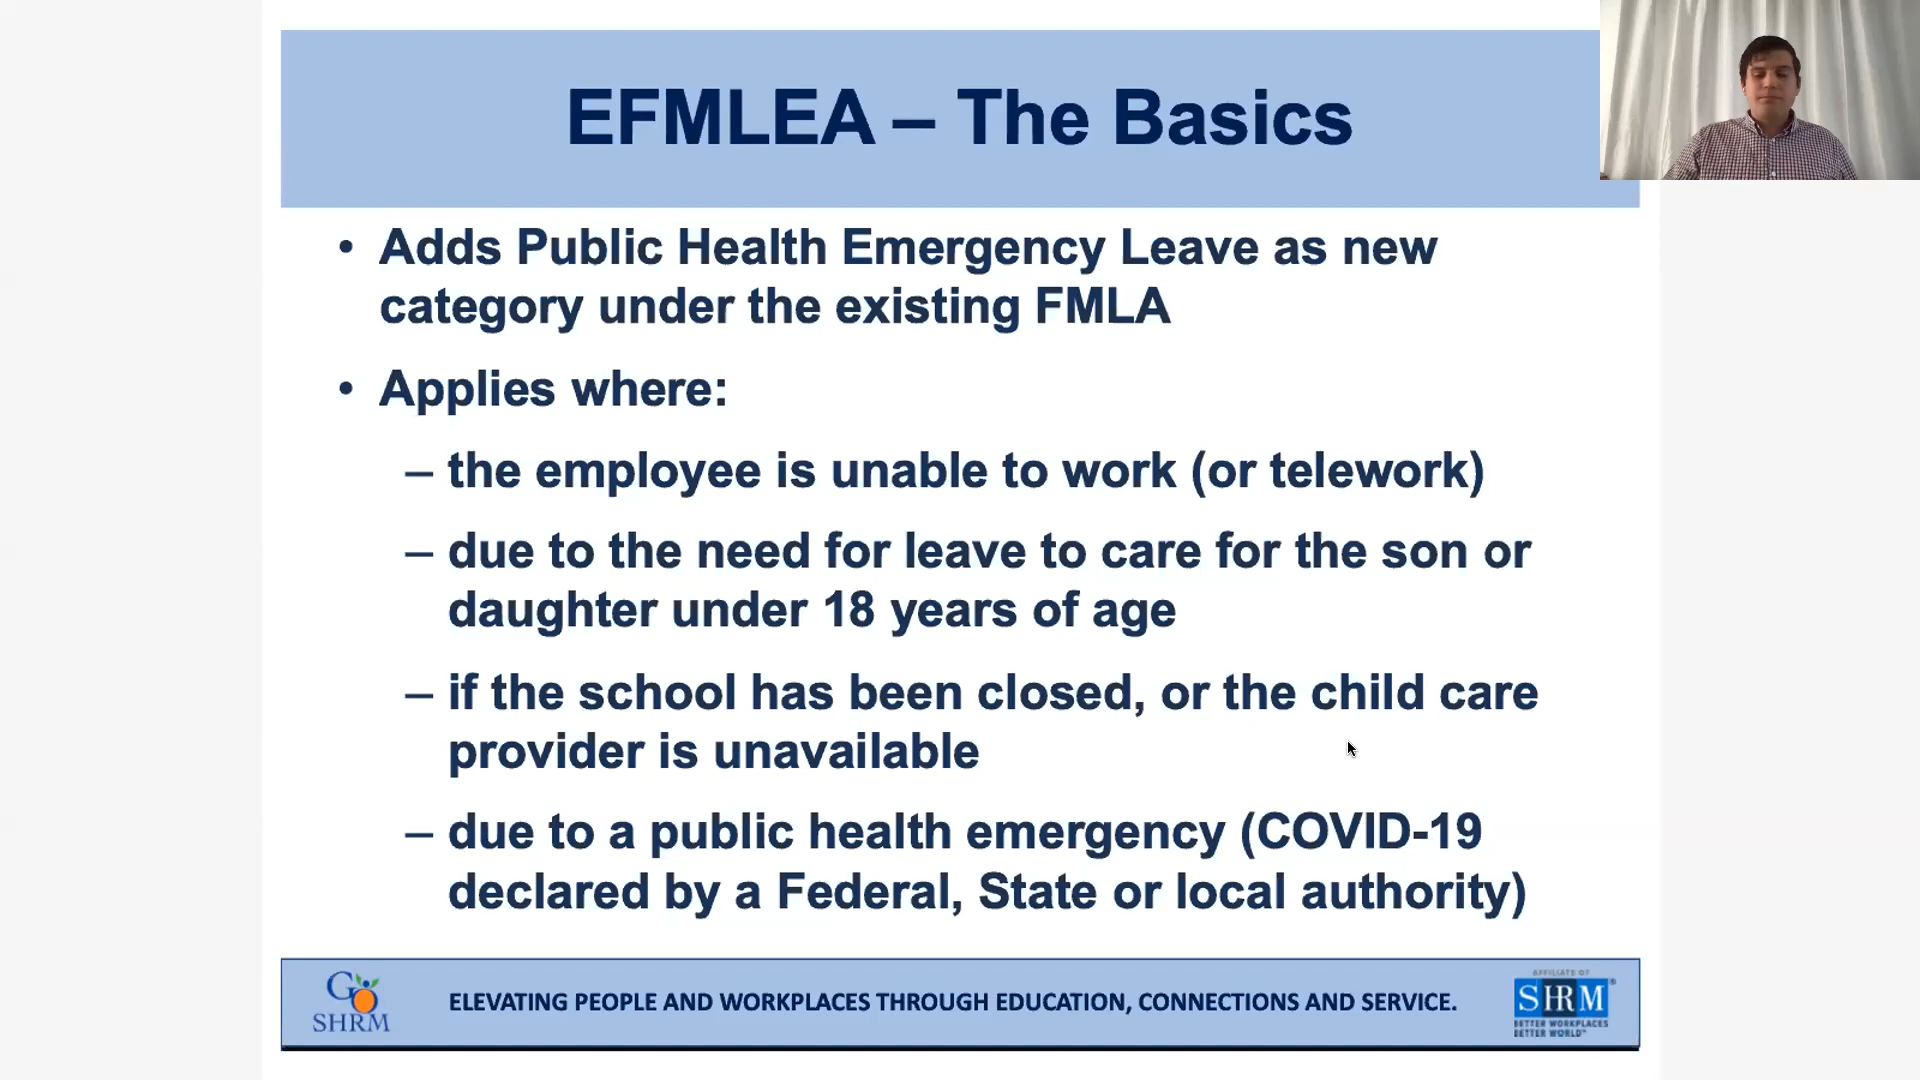 EFMLEA – The Basics
• Adds Public Health Emergency Leave as new
category under the existing FMLA
• Applies where:
– the employee is unable to work (or telework)
– due to the need for leave to care for the son or
daughter under 18 years of age
– if the school has been closed, or the child care
provider is unavailable
– due to a public health emergency (COVID-19
declared by a Federal, State or local authority)
GO
SHRM
ELEVATING PEOPLE AND WORKPLACES THROUGH EDUCATION, CONNECTIONS AND SERVICE.
AFFILIATE OF
SHRM®
BETTER WORKPLACES
BETTER WORLD™